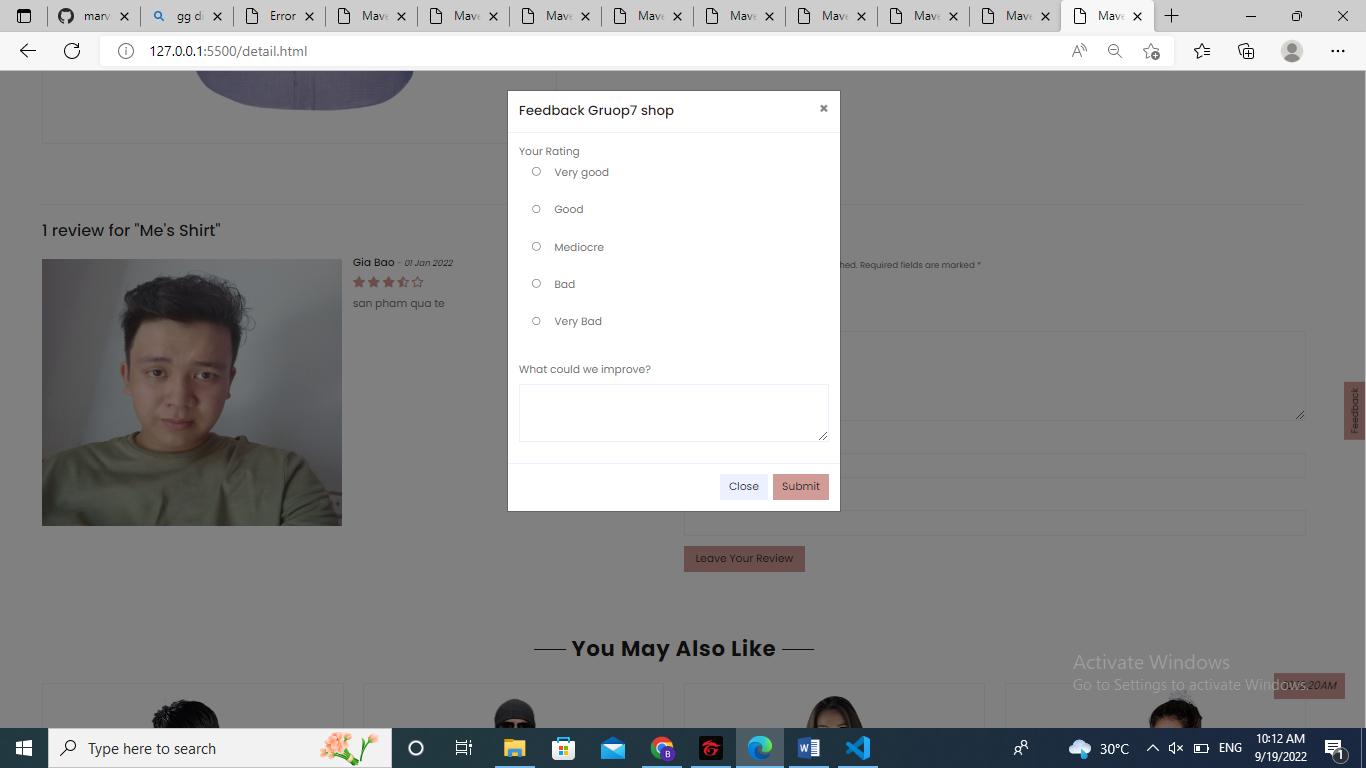 marv
gg di
Error
Mave
Mave
Mave
Mave
Mave
Mave
Mave
Mave
Mave
127.0.0.1:5500/detail.html
Feedback Gruop7 shop
Your Rating
Very good
Good
Mediocre
Bad
Very Bad
What could we improve?
Close Submit
1 review for "Me's Shirt"
Gia Bao - 01 Jan 2022
san pham qua te
Required fields are marked *
Feedback
Leave Your Review
You May Also Like
Activate Windows
Go to Settings to activate Windows.
Type here to search
30°C
ENG
10:12 AM
9/19/2022
1